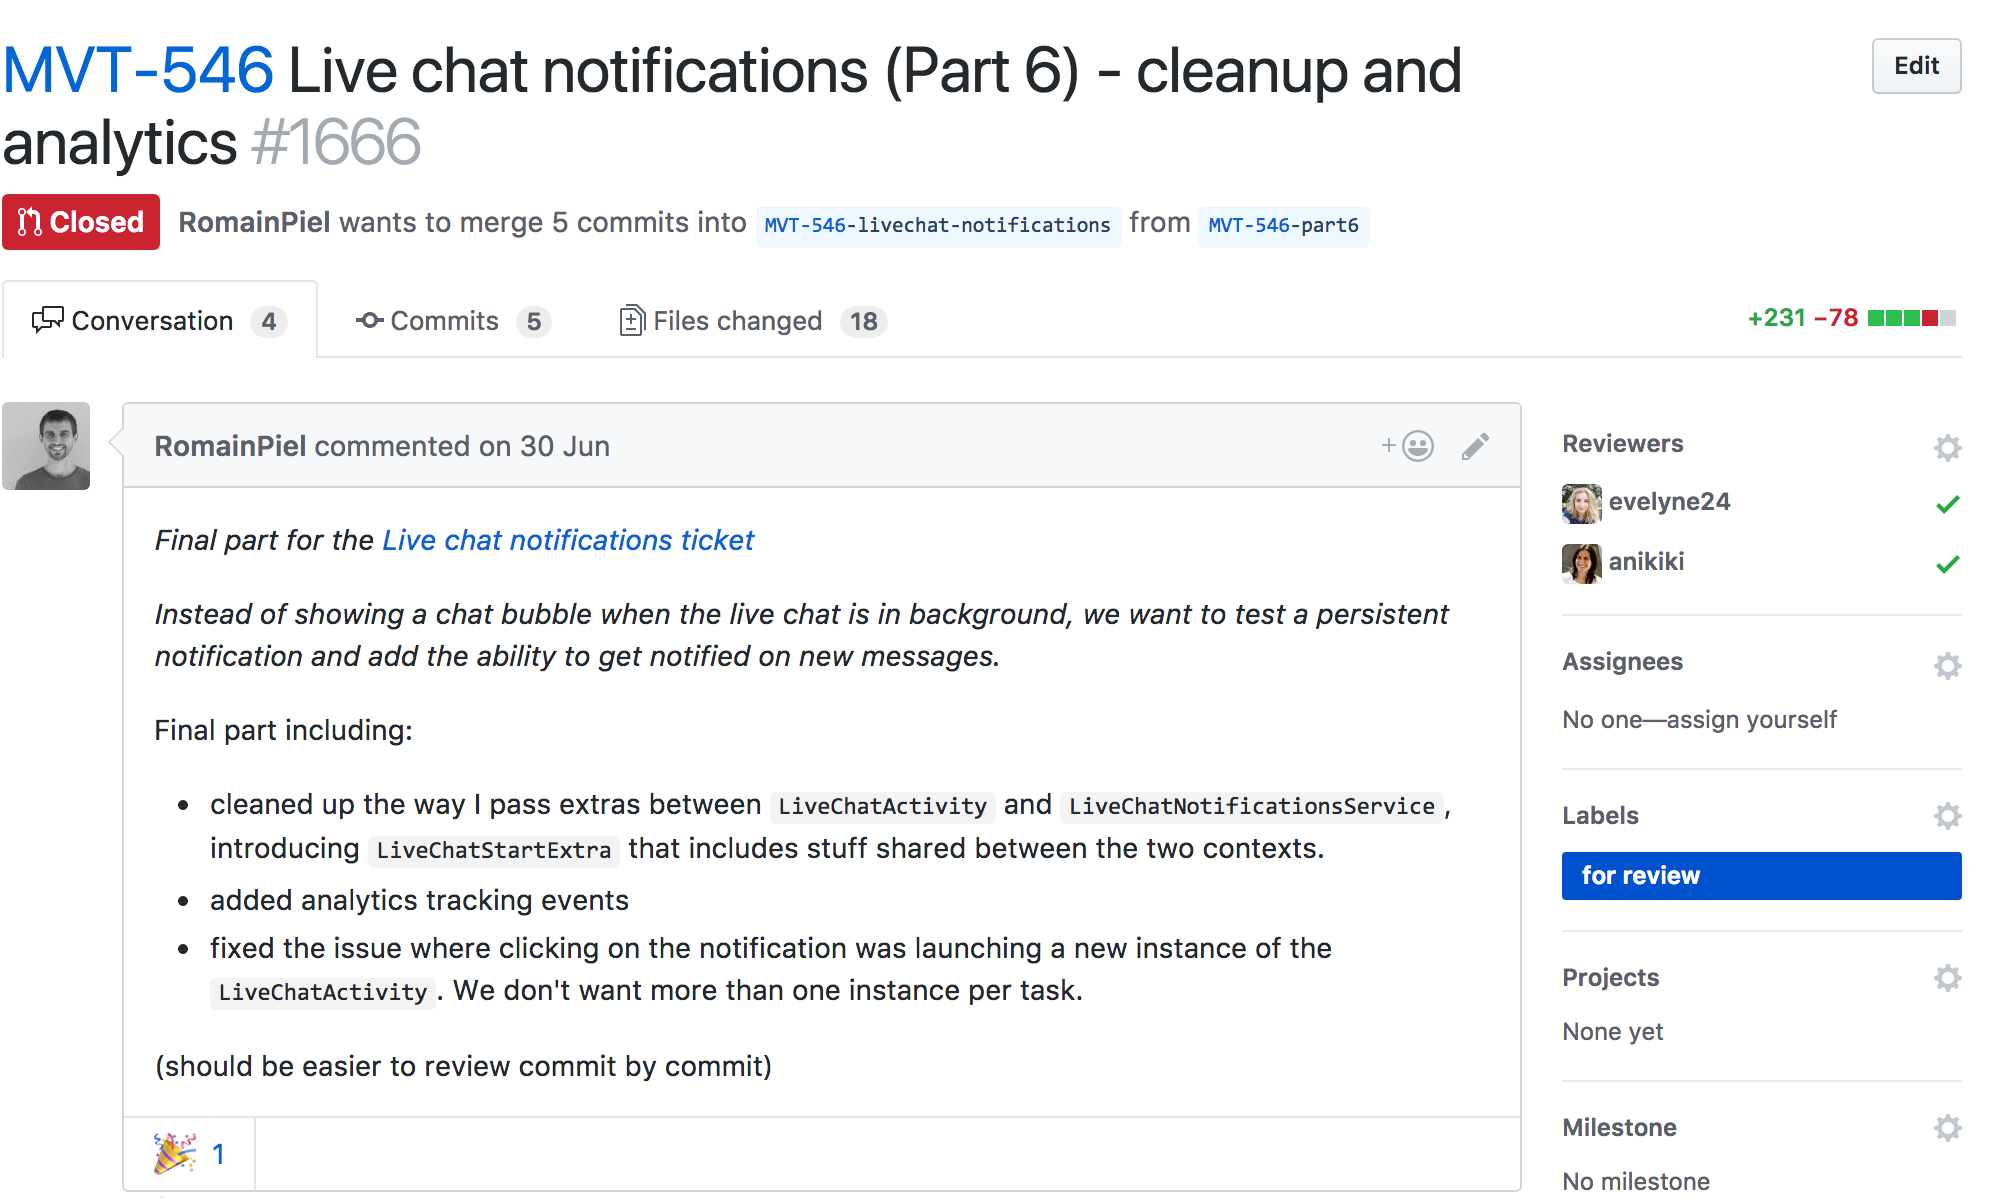 MVT-546 Live chat notifications (Part 6) - cleanup and
analytics #1666
Edit
Closed RomainPiel wants to merge 5 commits into MVT-546-livechat-notifications from MVT-546-part6
Conversation 4 Commits 5 Files changed 18 +231 −78
RomainPiel commented on 30 Jun
Final part for the Live chat notifications ticket
Instead of showing a chat bubble when the live chat is in background, we want to test a persistent
notification and add the ability to get notified on new messages.
Final part including:
• cleaned up the way I pass extras between LiveChatActivity and LiveChatNotificationsService,
introducing LiveChatStartExtra that includes stuff shared between the two contexts.
• added analytics tracking events
• fixed the issue where clicking on the notification was launching a new instance of the
LiveChatActivity. We don't want more than one instance per task.
(should be easier to review commit by commit)
1
Reviewers
evelyne24
anikiki
Assignees
No one—assign yourself
Labels
for review
Projects
None yet
Milestone
No milestone